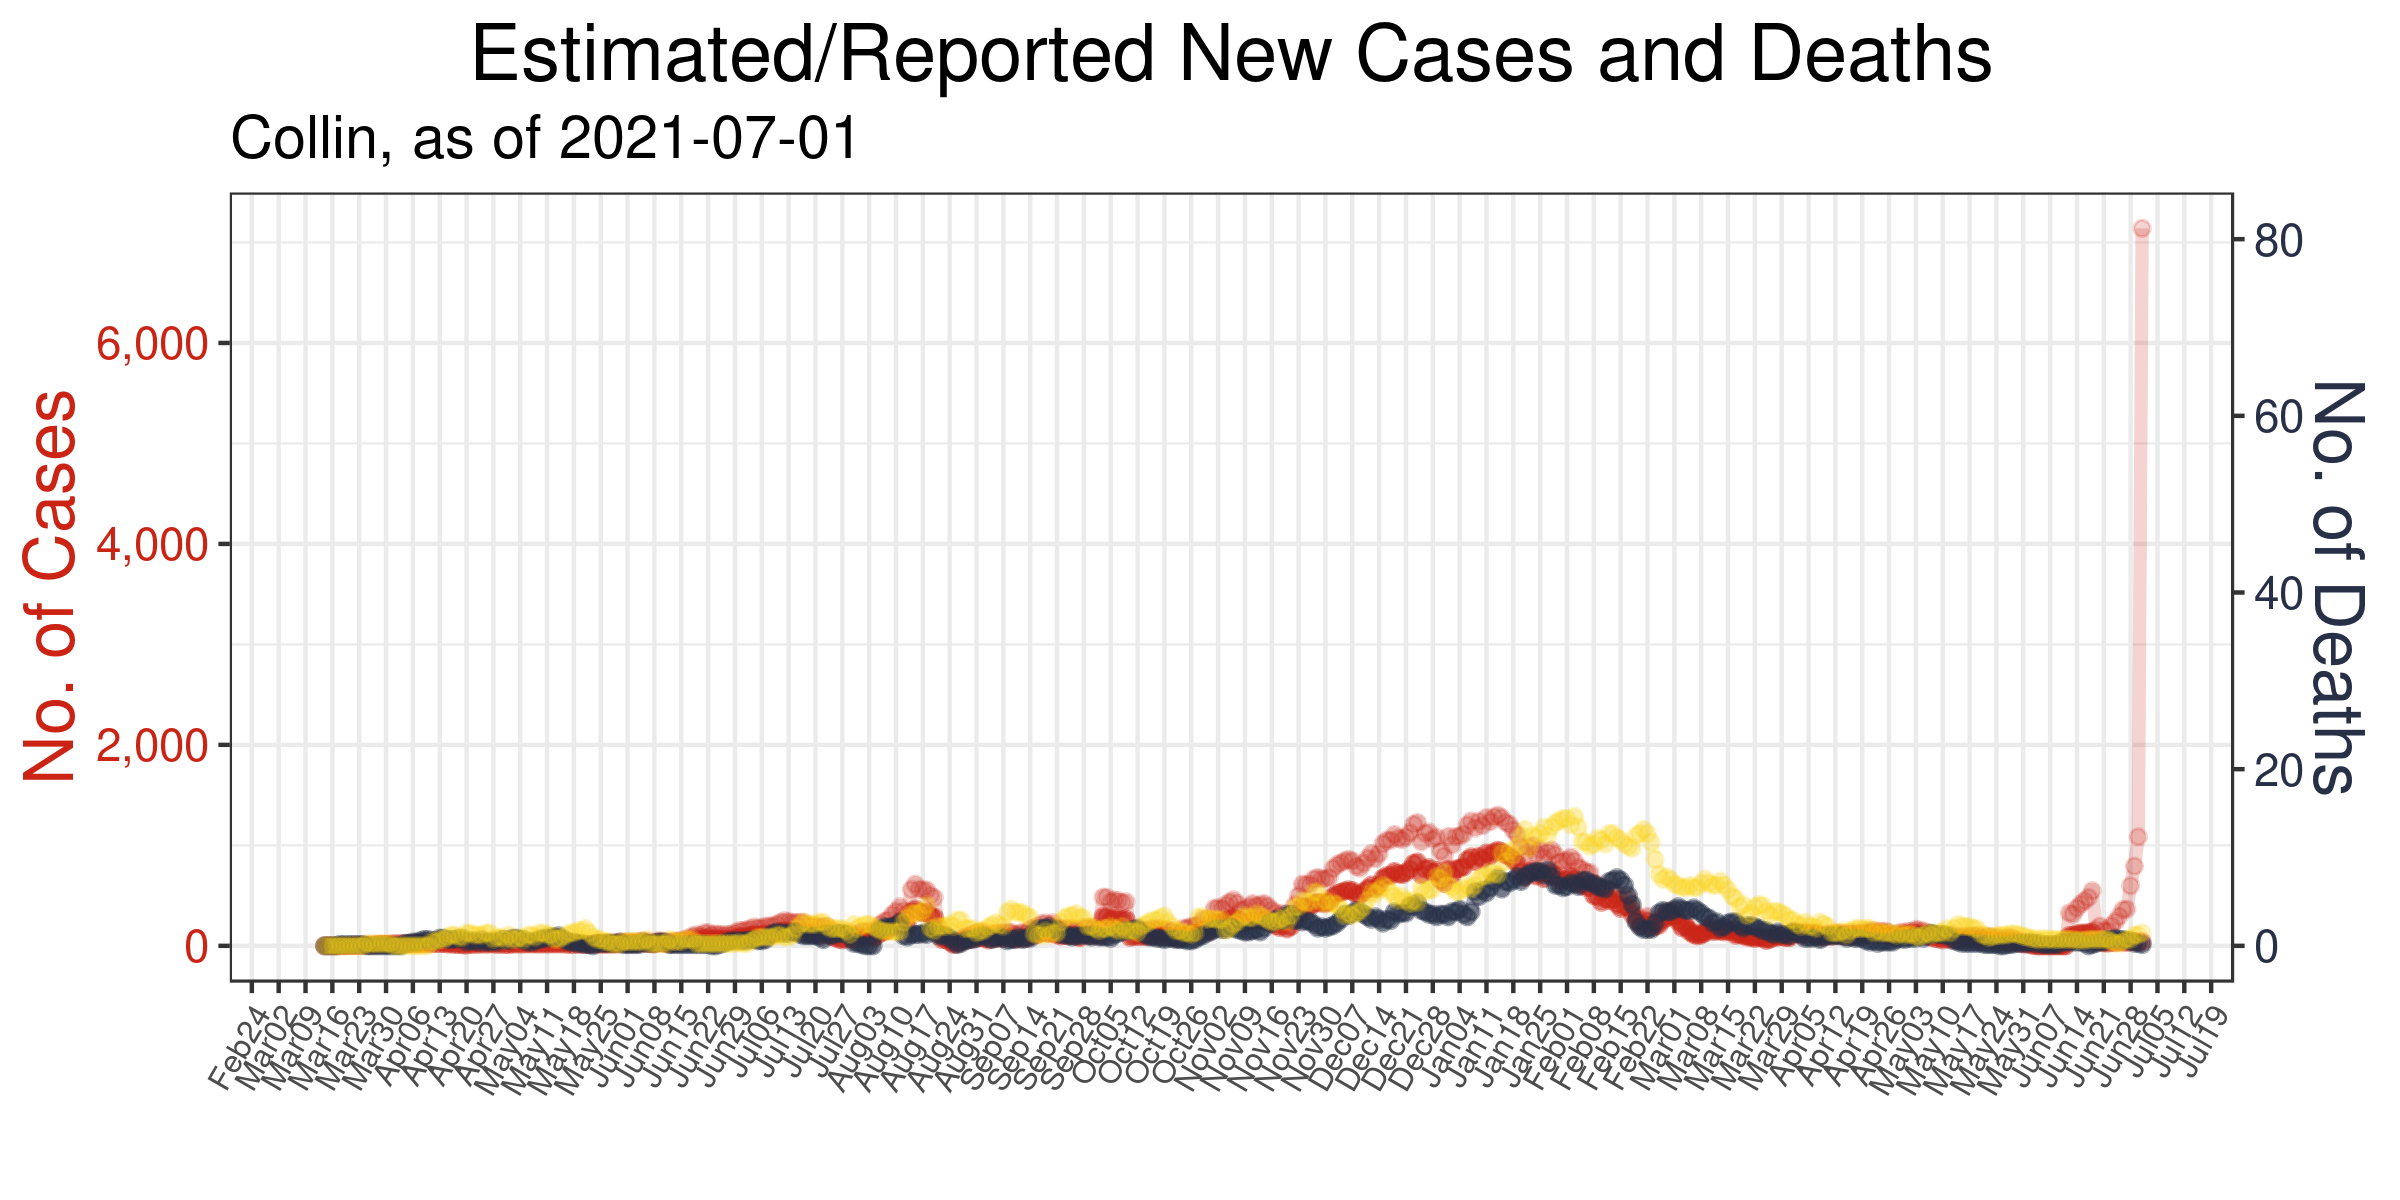 Estimated/Reported New Cases and Deaths
Collin, as of 2021-07-01
No. of Cases
6,000
4,000
2,000
0
80
60
40
20
0
No. of Deaths
Feb24
Mar02
Mar09
Mar16
Mar23
Mar30
Apr06
Apr13
Apr20
Apr27
May04
May11
May18
May25
Jun01
Jun08
Jun15
Jun22
Jun29
Jul06
Jul13
Jul20
Jul27
Aug03
Aug10
Aug17
Aug24
Aug31
Sep07
Sep14
Sep21
Sep28
Oct05
Oct12
Oct19
Oct26
Nov02
Nov09
Nov16
Nov23
Nov30
Dec07
Dec14
Dec21
Dec28
Jan04
Jan11
Jan18
Jan25
Feb01
Feb08
Feb15
Feb22
Mar01
Mar08
Mar15
Mar22
Mar29
Apr05
Apr12
Apr19
Apr26
May03
May10
May17
May24
May31
Jun07
Jun14
Jun21
Jun28
Jul05
Jul12
Jul19